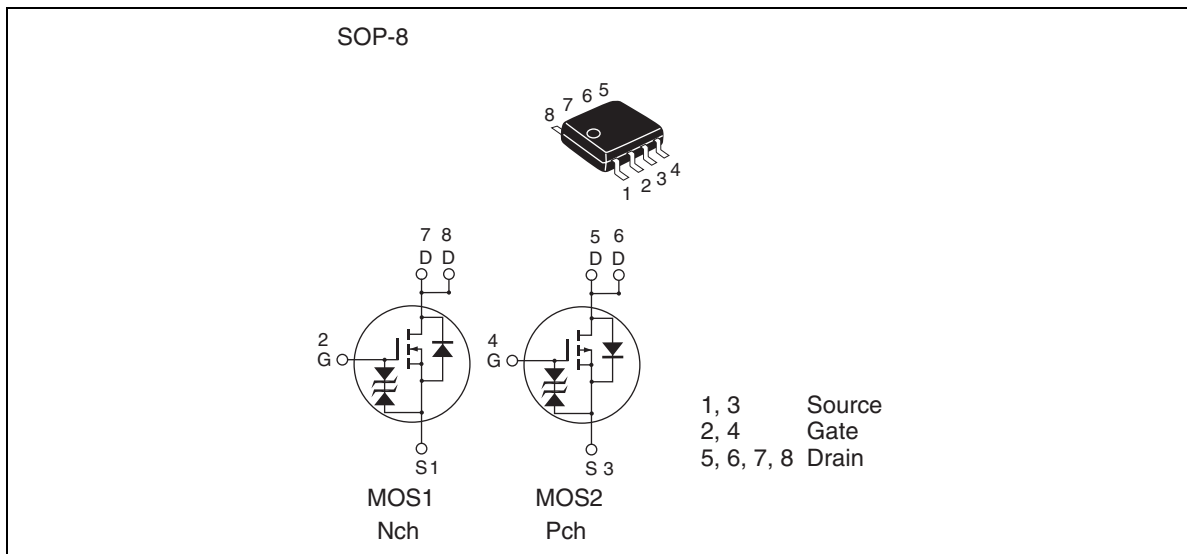 SOP-8
8 7 6 5
1 2 3 4
7 8
D D
2
G
S 1
MOS1
Nch
5 6
D D
4
G
S 3
MOS2
Pch
1, 3 Source
2, 4 Gate
5, 6, 7, 8 Drain